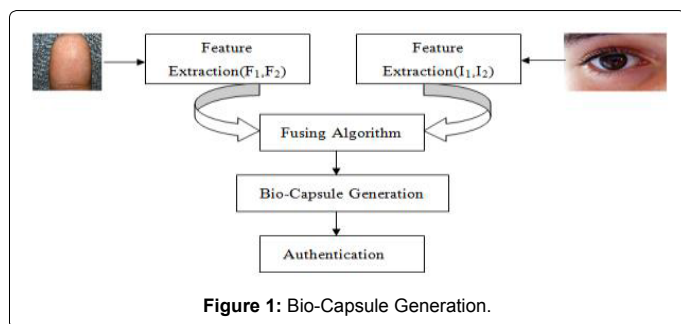 Feature
Extraction(F₁,F₂)
Feature
Extraction(I₁,I₂)
Fusing Algorithm
Bio-Capsule Generation
Authentication
Figure 1: Bio-Capsule Generation.